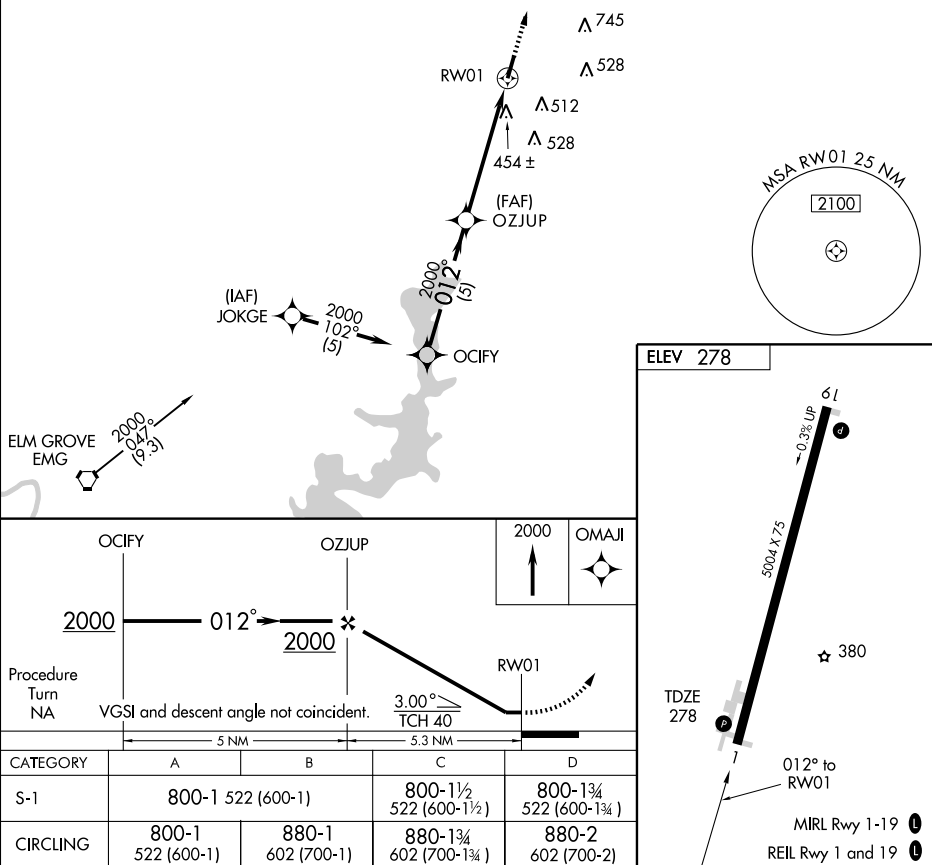 745
528
RW01
512
528
454 ±
MSA RW01 25 NM
2100
(FAF)
OZJUP
2000
012°
(5)
(IAF)
JOKGE
2000
102°
(5)
OCIFY
ELM GROVE
EMG
2000
047°
(9.3)
ELEV 278
19
P
0.3% UP
5004 X 75
380
TDZE
278
P
1
012° to
RW01
MIRL Rwy 1-19 L
REIL Rwy 1 and 19 L
OCIFY
OZJUP
2000
OMAJI
2000
012°
2000
RW01
Procedure
Turn
NA
VGSI and descent angle not coincident.
3.00°
TCH 40
5 NM
5.3 NM
CATEGORY A B C D
S-1 800-1 522 (600-1) 800-1½ 800-1¾
522 (600-1½) 522 (600-1¾)
CIRCLING 800-1 880-1 880-1¾ 880-2
522 (600-1) 602 (700-1) 602 (700-1¾) 602 (700-2)